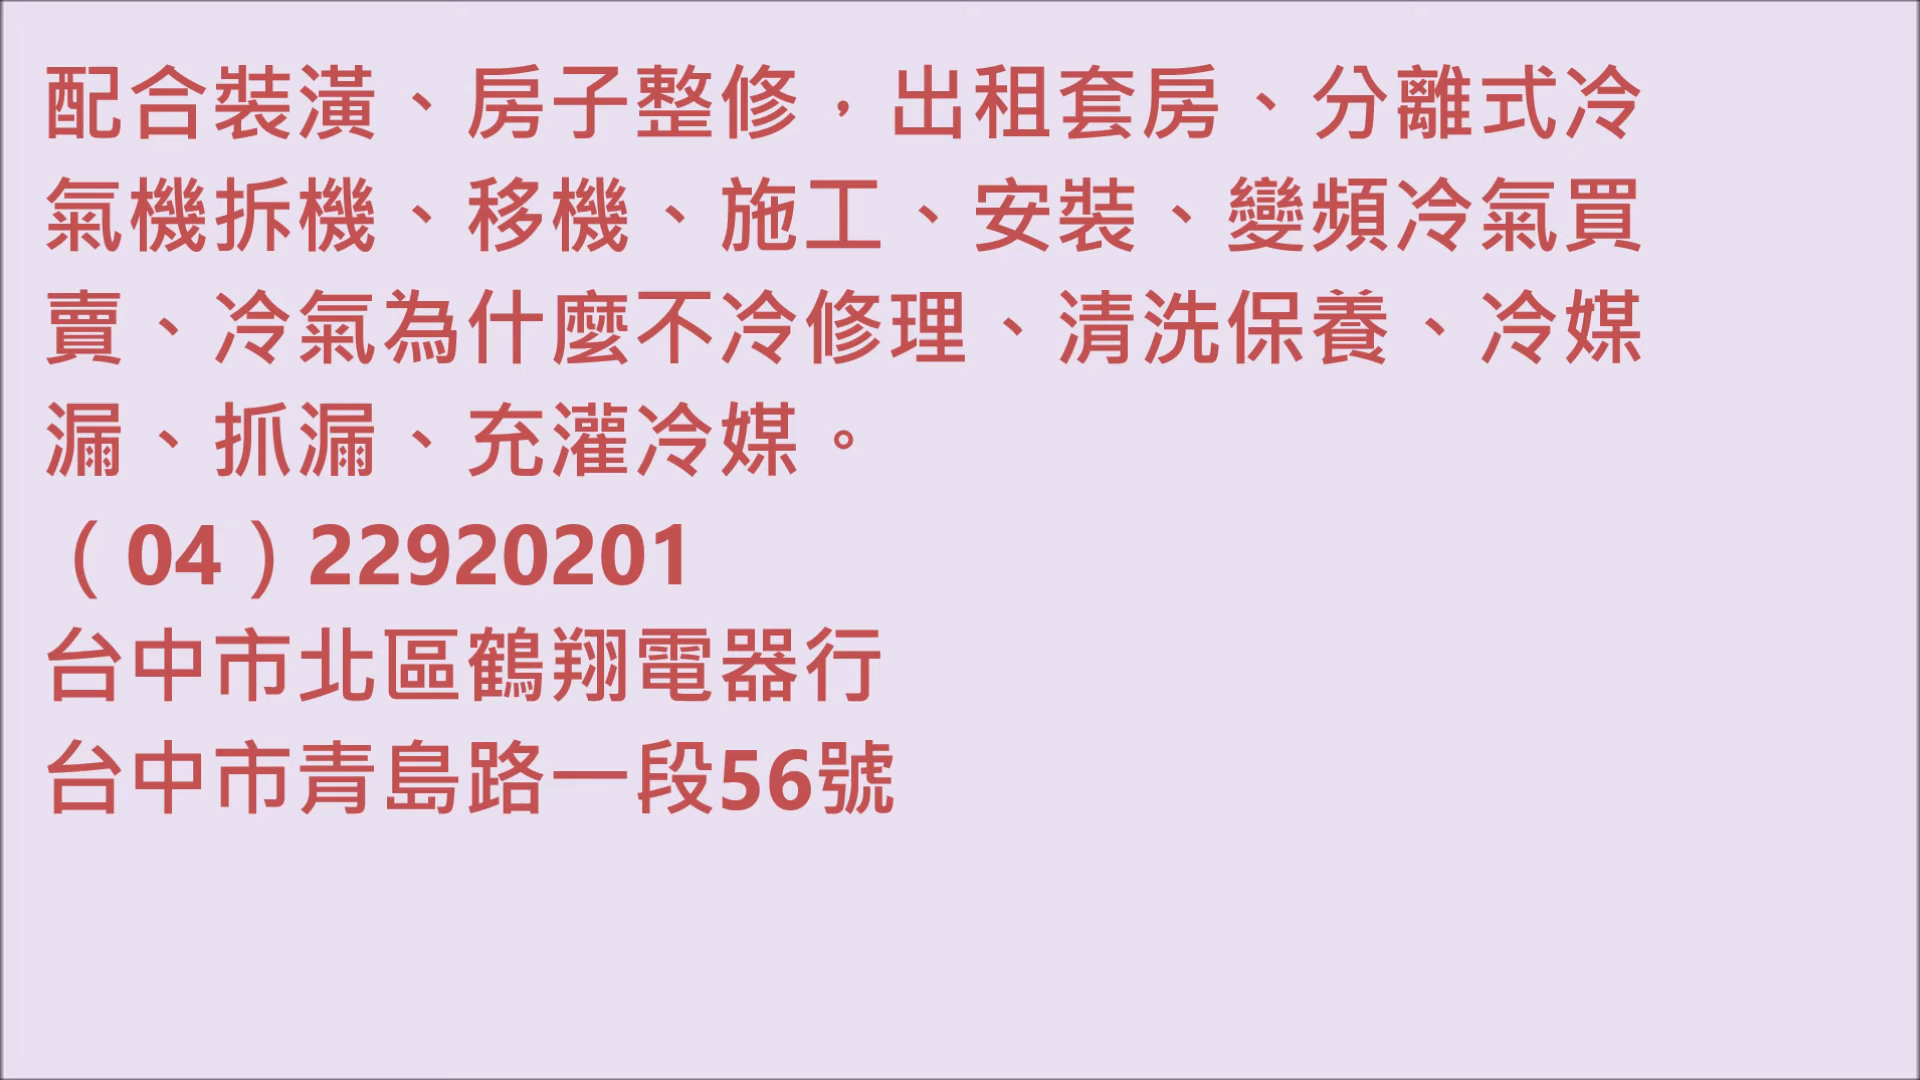 配合裝潢、房子整修，出租套房、分離式冷
氣機拆機、移機、施工、安裝、變頻冷氣買
賣、冷氣為什麼不冷修理、清洗保養、冷媒
漏、抓漏、充灌冷媒。
（04）22920201
台中市北區鶴翔電器行
台中市青島路一段56號